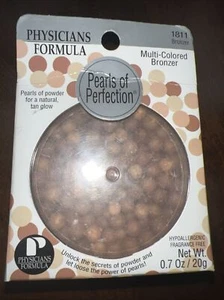 PHYSICIANS
FORMULA
1811
Bronzer
Multi-Colored
Bronzer
Pearls of
Perfection
Pearls of powder
for a natural,
tan glow
Unlock the secrets of powder and
let loose the power of pearls!
P
PHYSICIANS
FORMULA
HYPOALLERGENIC
FRAGRANCE FREE
Net Wt.
0.7 Oz / 20g